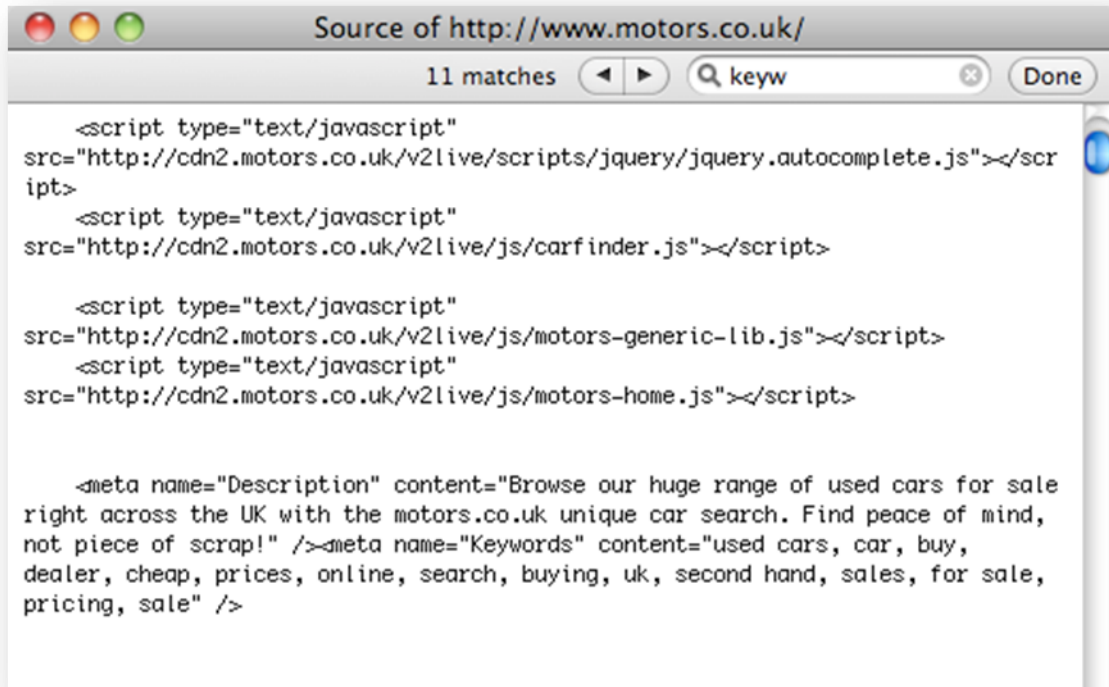 Source of http://www.motors.co.uk/
11 matches keyw Done
<script type="text/javascript"
src="http://cdn2.motors.co.uk/v2live/scripts/jquery/jquery.autocomplete.js"></scr
ipt>
<script type="text/javascript"
src="http://cdn2.motors.co.uk/v2live/js/carfinder.js"></script>
<script type="text/javascript"
src="http://cdn2.motors.co.uk/v2live/js/motors-generic-lib.js"></script>
<script type="text/javascript"
src="http://cdn2.motors.co.uk/v2live/js/motors-home.js"></script>
<meta name="Description" content="Browse our huge range of used cars for sale
right across the UK with the motors.co.uk unique car search. Find peace of mind,
not piece of scrap!" /><meta name="Keywords" content="used cars, car, buy,
dealer, cheap, prices, online, search, buying, uk, second hand, sales, for sale,
pricing, sale" />